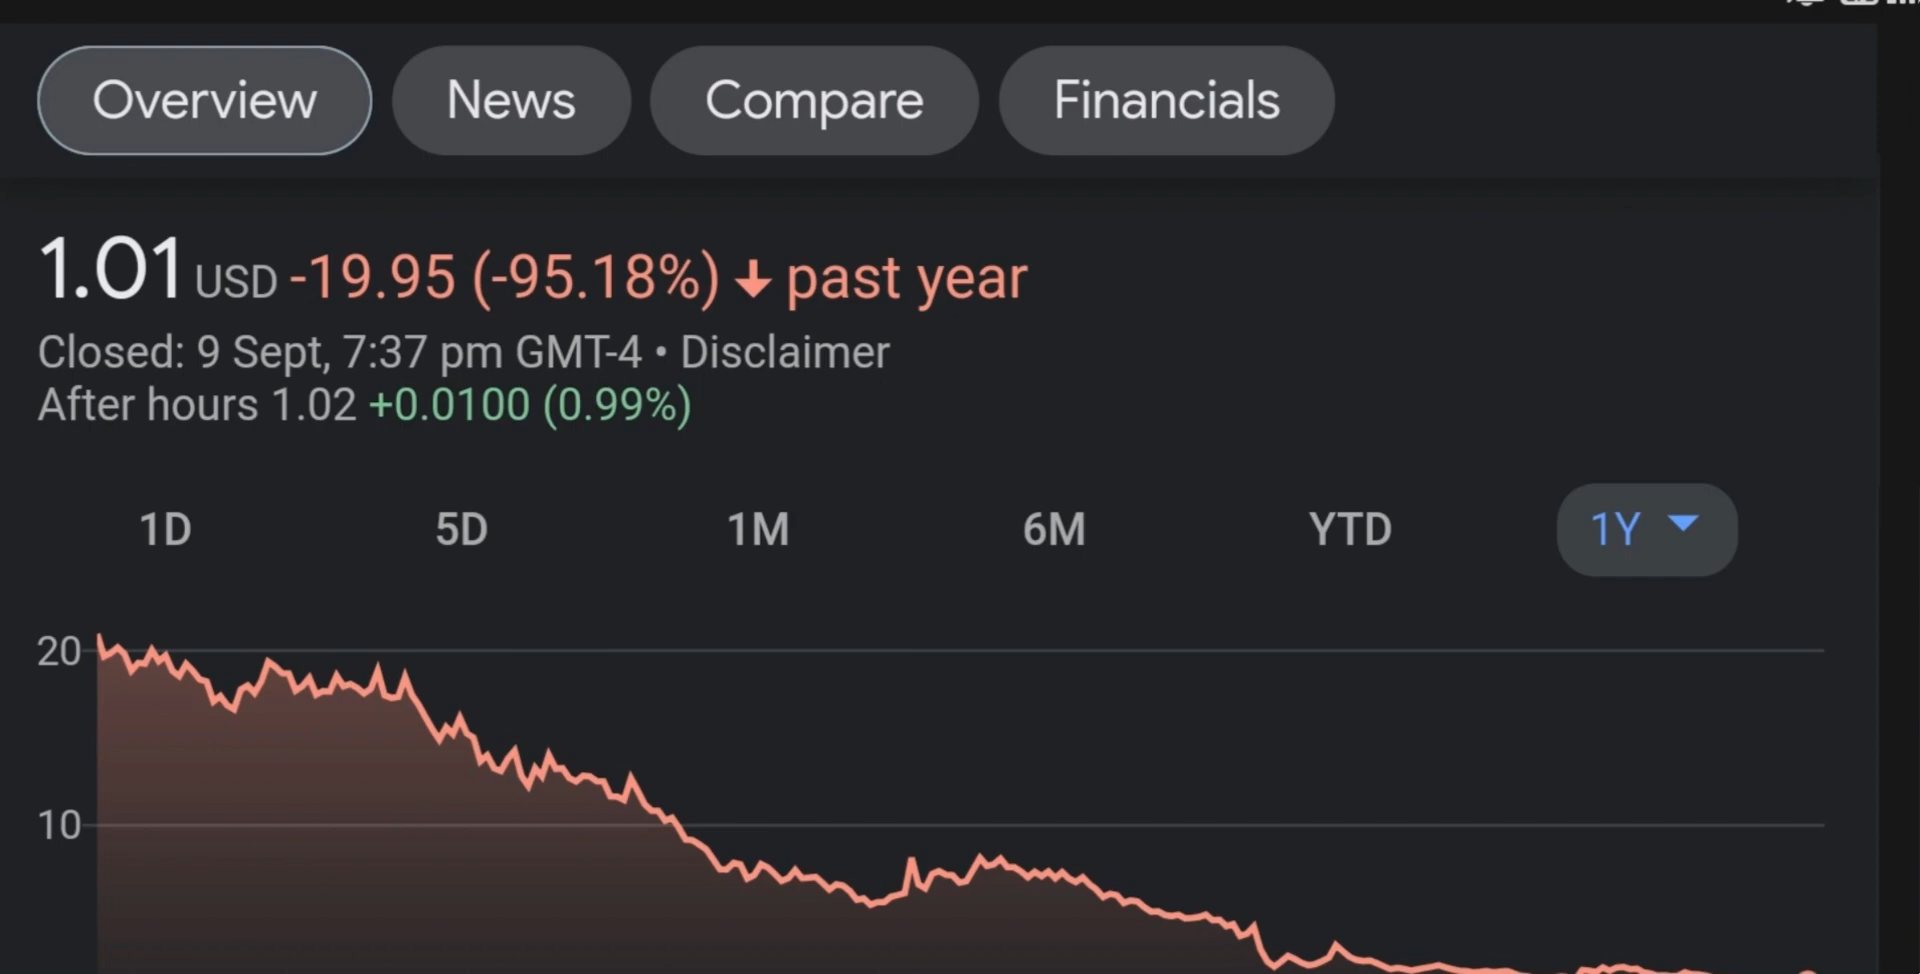 Overview News Compare Financials
1.01 USD -19.95 (-95.18%) ↓ past year
Closed: 9 Sept, 7:37 pm GMT-4 • Disclaimer
After hours 1.02 +0.0100 (0.99%)
1D 5D 1M 6M YTD 1Y
20
10